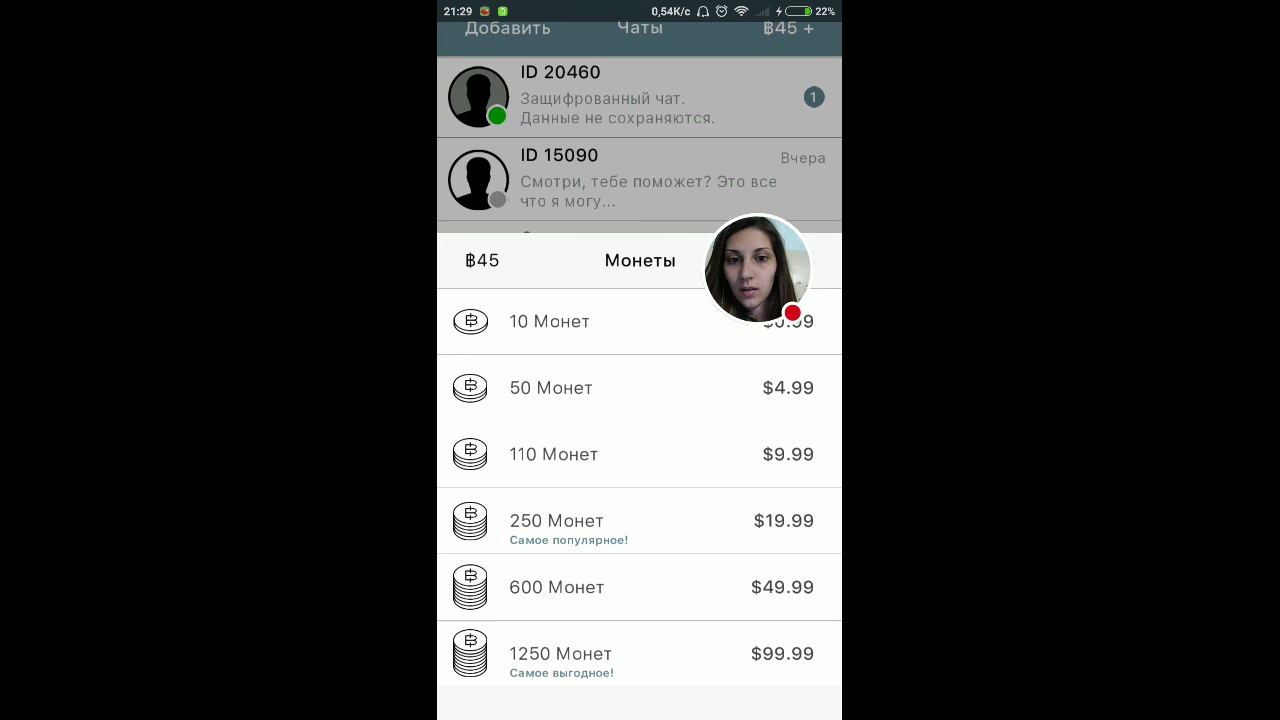 21:29 0,54K/c 22%
Добавить Чаты ฿45 +
ID 20460
Защифрованный чат.
Данные не сохраняются.
1
ID 15090 Вчера
Смотри, тебе поможет? Это все
что я могу...
฿45 Монеты
10 Монет
50 Монет $4.99
110 Монет $9.99
250 Монет $19.99
Самое популярное!
600 Монет $49.99
1250 Монет $99.99
Самое выгодное!